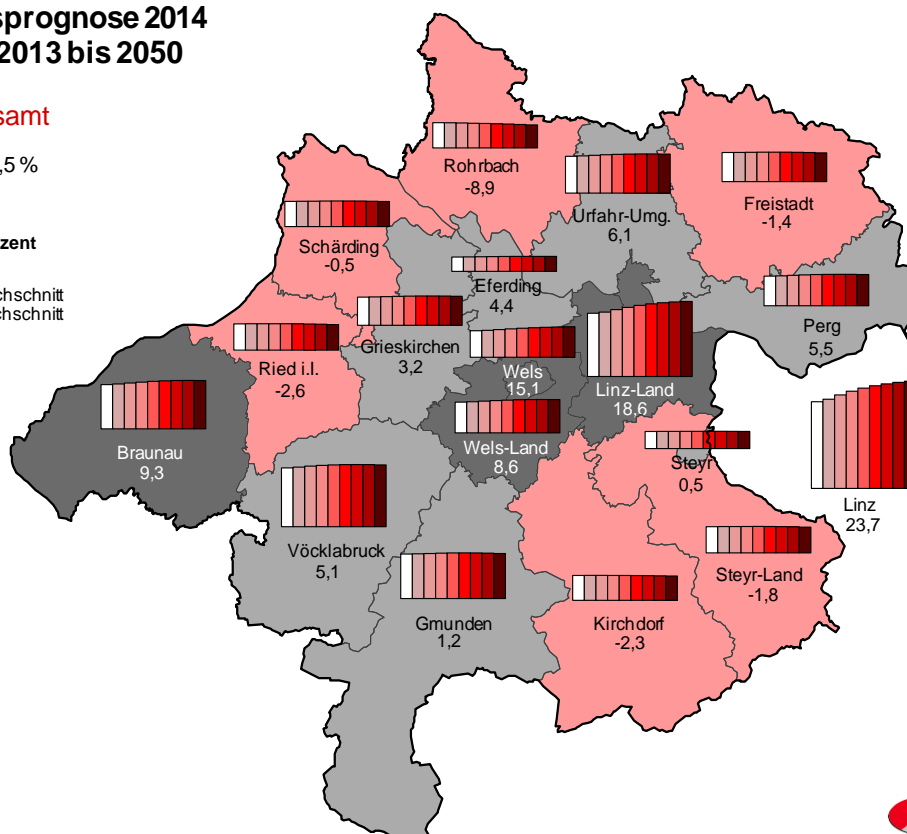 sprognose 2014
2013 bis 2050
samt
,5 %
zent
chschnitt
chschnitt
Rohrbach
-8,9
Freistadt
-1,4
Urfahr-Umg.
6,1
Schärding
-0,5
Eferding
4,4
Perg
5,5
Grieskirchen
3,2
Ried i.I.
-2,6
Wels
15,1
Linz-Land
18,6
Braunau
9,3
Wels-Land
8,6
Steyr
0,5
Linz
23,7
Vöcklabruck
5,1
Steyr-Land
-1,8
Gmunden
1,2
Kirchdorf
-2,3